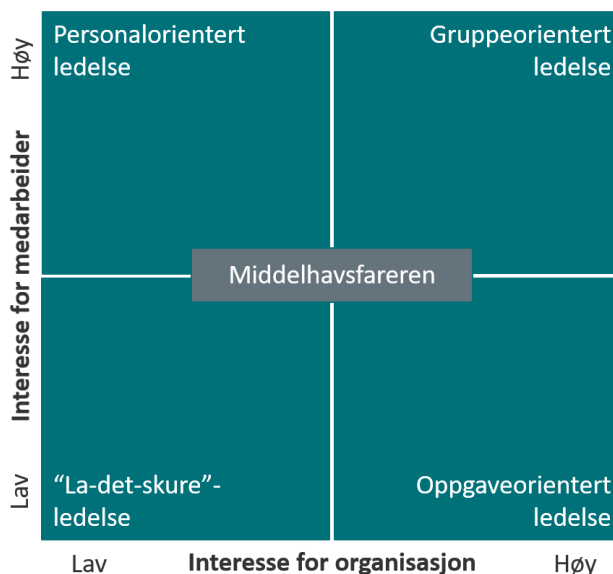 Personalorientert
ledelse
Gruppeorientert
ledelse
Høy
Interesse for medarbeider
Middelhavsfareren
Lav
“La-det-skure”-
ledelse
Oppgaveorientert
ledelse
Lav
Interesse for organisasjon
Høy